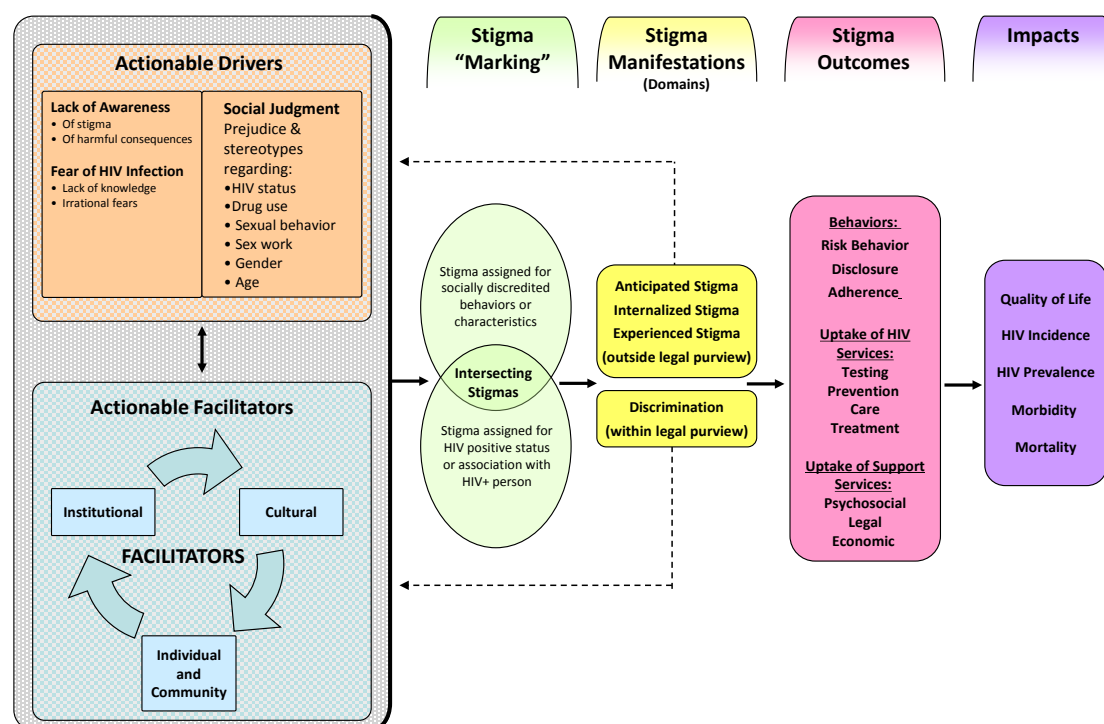 Actionable Drivers
Lack of Awareness
• Of stigma
• Of harmful consequences
Fear of HIV Infection
• Lack of knowledge
• Irrational fears
Social Judgment
Prejudice &
stereotypes
regarding:
•HIV status
•Drug use
• Sexual behavior
• Sex work
• Gender
• Age
Actionable Facilitators
Institutional
Cultural
FACILITATORS
Individual
and
Community
Stigma
“Marking”
Stigma assigned for
socially discredited
behaviors or
characteristics
Intersecting
Stigmas
Stigma assigned for
HIV positive status
or association with
HIV+ person
Stigma
Manifestations
(Domains)
Anticipated Stigma
Internalized Stigma
Experienced Stigma
(outside legal purview)
Discrimination
(within legal purview)
Stigma
Outcomes
Behaviors:
Risk Behavior
Disclosure
Adherence
Uptake of HIV
Services:
Testing
Prevention
Care
Treatment
Uptake of Support
Services:
Psychosocial
Legal
Economic
Impacts
Quality of Life
HIV Incidence
HIV Prevalence
Morbidity
Mortality